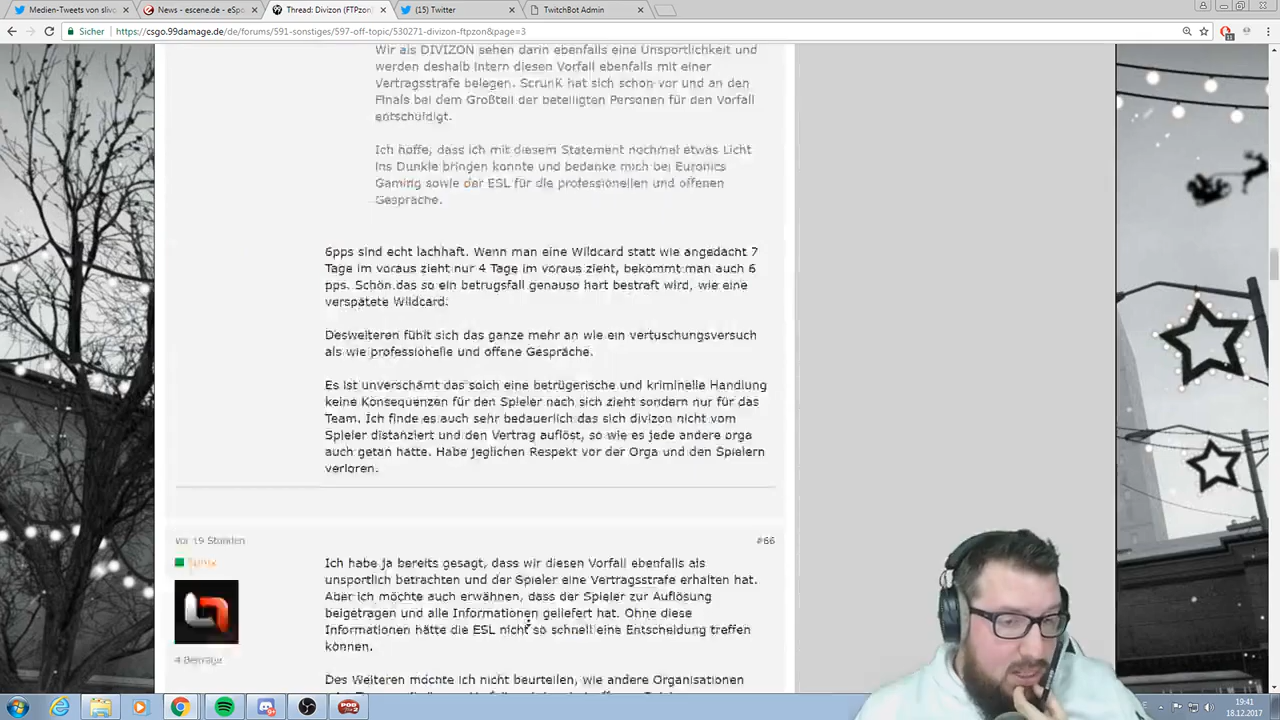 Medien-Tweets von slivo
News - escene.de - eSpo
Thread: Divizon (FTPzon)
(15) Twitter
TwitchBot Admin
Sicher
https://csgo.99damage.de/de/forums/591-sonstiges/597-off-topic/530271-divizon-ftpzon&page=3
Wir als DIVIZON sehen darin ebenfalls eine Unsportlichkeit und
werden deshalb intern diesen Vorfall ebenfalls mit einer
Vertragsstrafe belegen. ScrunK hat sich schon vor und an den
Finals bei dem Großteil der beteiligten Personen für den Vorfall
entschuldigt.
Ich hoffe, dass ich mit diesem Statement nochmal etwas Licht
ins Dunkle bringen konnte und bedanke mich bei Euronics
Gaming sowie der ESL für die professionellen und offenen
Gespräche.
6pps sind echt lachhaft. Wenn man eine Wildcard statt wie angedacht 7
Tage im voraus zieht nur 4 Tage im voraus zieht, bekommt man auch 6
pps. Schön das so ein betrugsfall genauso hart bestraft wird, wie eine
verspätete Wildcard.
Desweiteren fühlt sich das ganze mehr an wie ein vertuschungsversuch
als wie professionelle und offene Gespräche.
Es ist unverschämt das solch eine betrügerische und kriminelle Handlung
keine Konsequenzen für den Spieler nach sich zieht sondern nur für das
Team. Ich finde es auch sehr bedauerlich das sich divizon nicht vom
Spieler distanziert und den Vertrag auflöst, so wie es jede andere orga
auch getan hätte. Habe jeglichen Respekt vor der Orga und den Spielern
verloren.
vor 19 Stunden
#66
Ich habe ja bereits gesagt, dass wir diesen Vorfall ebenfalls als
unsportlich betrachten und der Spieler eine Vertragsstrafe erhalten hat.
Aber ich möchte auch erwähnen, dass der Spieler zur Auflösung
beigetragen und alle Informationen geliefert hat. Ohne diese
Informationen hätte die ESL nicht so schnell eine Entscheidung treffen
können.
4 Beiträge
Des Weiteren möchte ich nicht beurteilen, wie andere Organisationen
19:41
18.12.2017